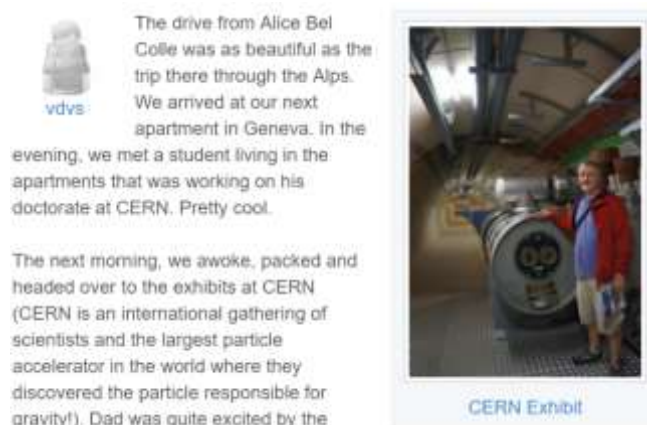 The drive from Alice Bel
Colle was as beautiful as the
trip there through the Alps.
We arrived at our next
apartment in Geneva. In the
evening, we met a student living in the
apartments that was working on his
doctorate at CERN. Pretty cool.
vdvs
The next morning, we awoke, packed and
headed over to the exhibits at CERN
(CERN is an international gathering of
scientists and the largest particle
accelerator in the world where they
discovered the particle responsible for
gravity!). Dad was quite excited by the
CERN Exhibit